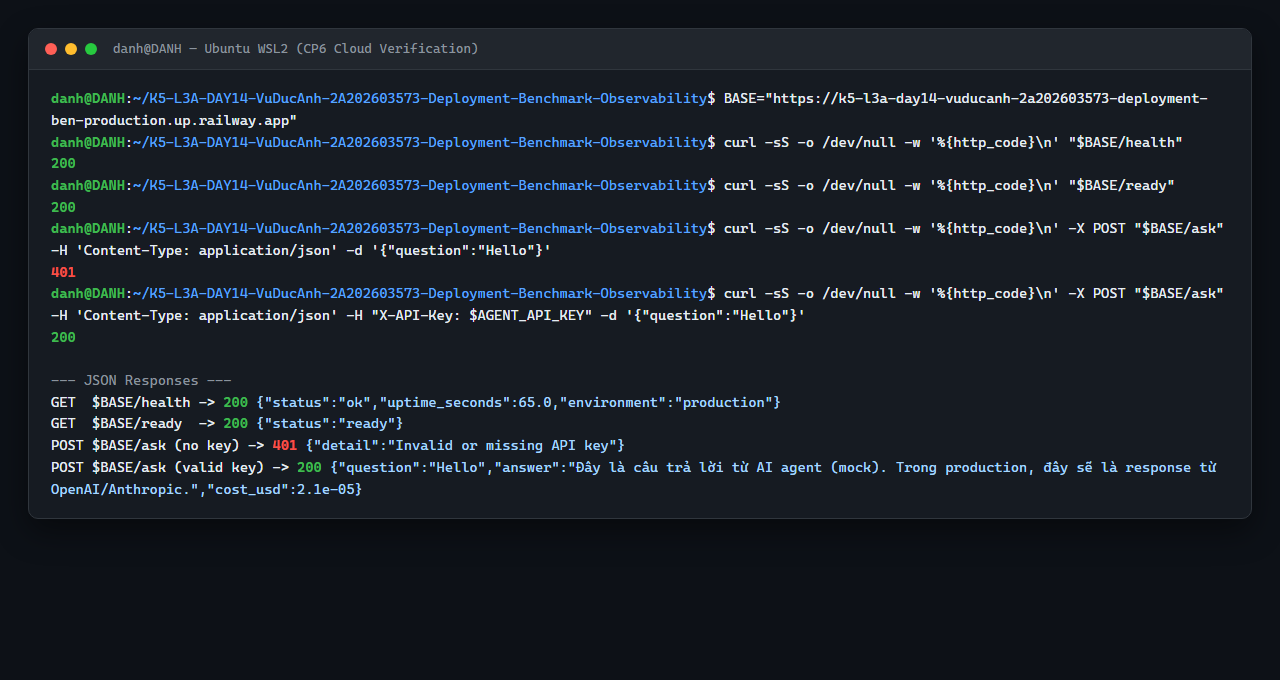 danh@DANH — Ubuntu WSL2 (CP6 Cloud Verification)
danh@DANH:~/K5-L3A-DAY14-VuDucAnh-2A202603573-Deployment-Benchmark-Observability$ BASE="https://k5-l3a-day14-vuducanh-2a202603573-deployment-
ben-production.up.railway.app"
danh@DANH:~/K5-L3A-DAY14-VuDucAnh-2A202603573-Deployment-Benchmark-Observability$ curl -sS -o /dev/null -w '%{http_code}\n' "$BASE/health"
200
danh@DANH:~/K5-L3A-DAY14-VuDucAnh-2A202603573-Deployment-Benchmark-Observability$ curl -sS -o /dev/null -w '%{http_code}\n' "$BASE/ready"
200
danh@DANH:~/K5-L3A-DAY14-VuDucAnh-2A202603573-Deployment-Benchmark-Observability$ curl -sS -o /dev/null -w '%{http_code}\n' -X POST "$BASE/ask"
-H 'Content-Type: application/json' -d '{"question":"Hello"}'
401
danh@DANH:~/K5-L3A-DAY14-VuDucAnh-2A202603573-Deployment-Benchmark-Observability$ curl -sS -o /dev/null -w '%{http_code}\n' -X POST "$BASE/ask"
-H 'Content-Type: application/json' -H "X-API-Key: $AGENT_API_KEY" -d '{"question":"Hello"}'
200
--- JSON Responses ---
GET  $BASE/health -> 200 {"status":"ok","uptime_seconds":65.0,"environment":"production"}
GET  $BASE/ready  -> 200 {"status":"ready"}
POST $BASE/ask (no key) -> 401 {"detail":"Invalid or missing API key"}
POST $BASE/ask (valid key) -> 200 {"question":"Hello","answer":"Đây là câu trả lời từ AI agent (mock). Trong production, đây sẽ là response từ
OpenAI/Anthropic.","cost_usd":2.1e-05}